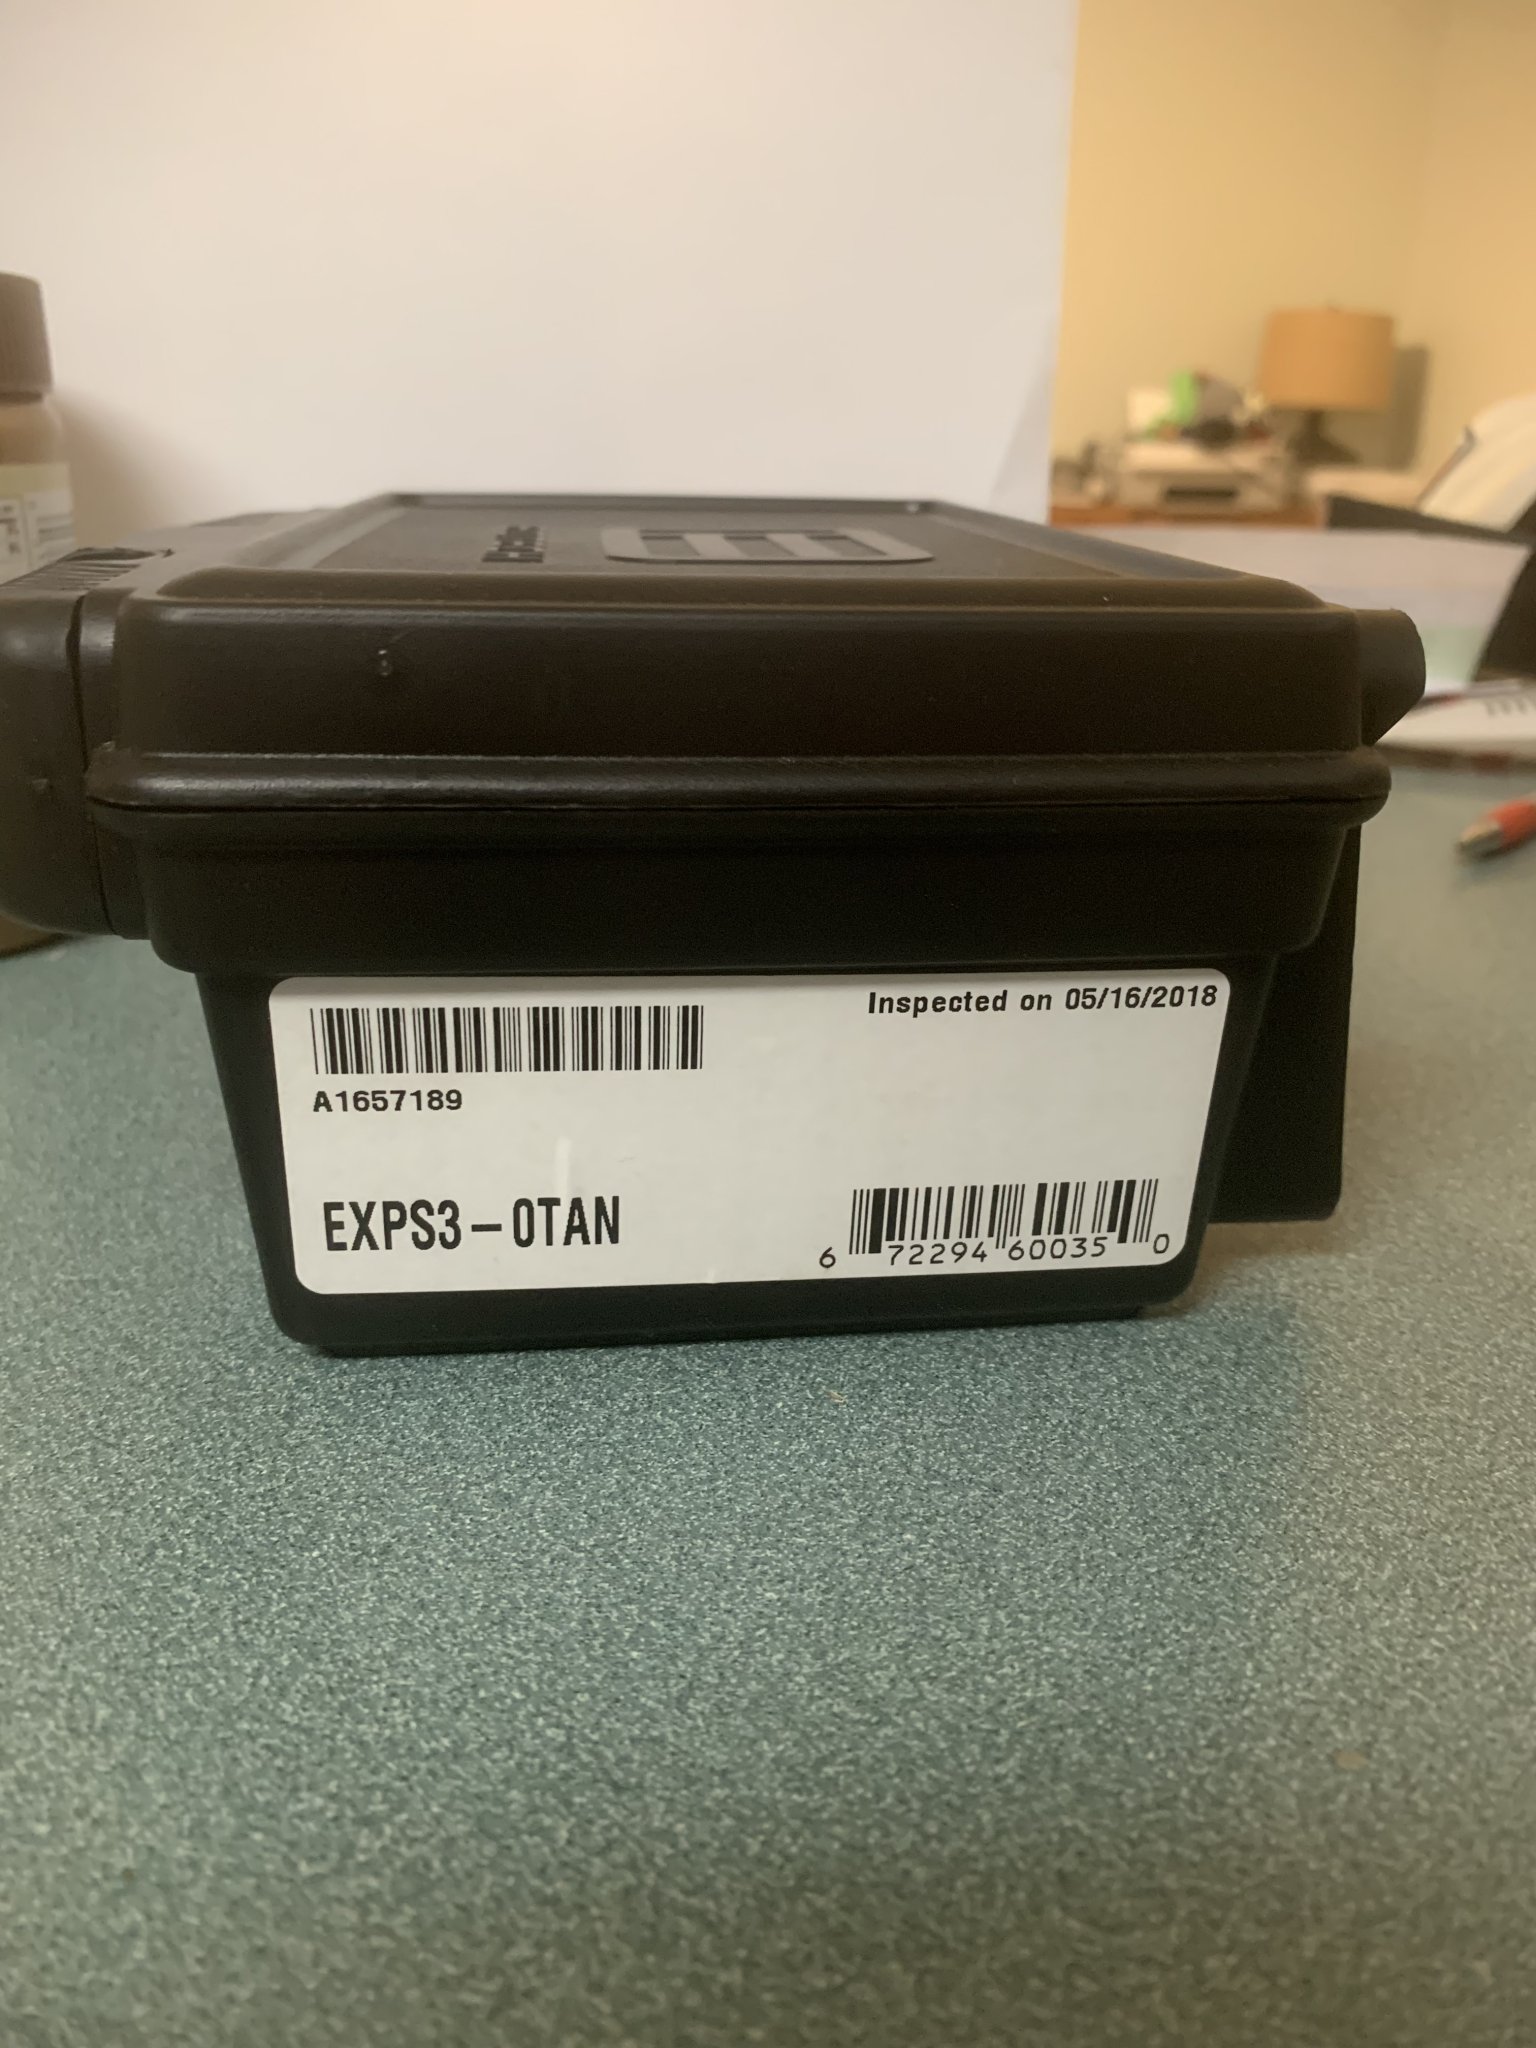 Inspected on 05/16/2018
A1657189
EXPS3-0TAN
6 72294 60035 0